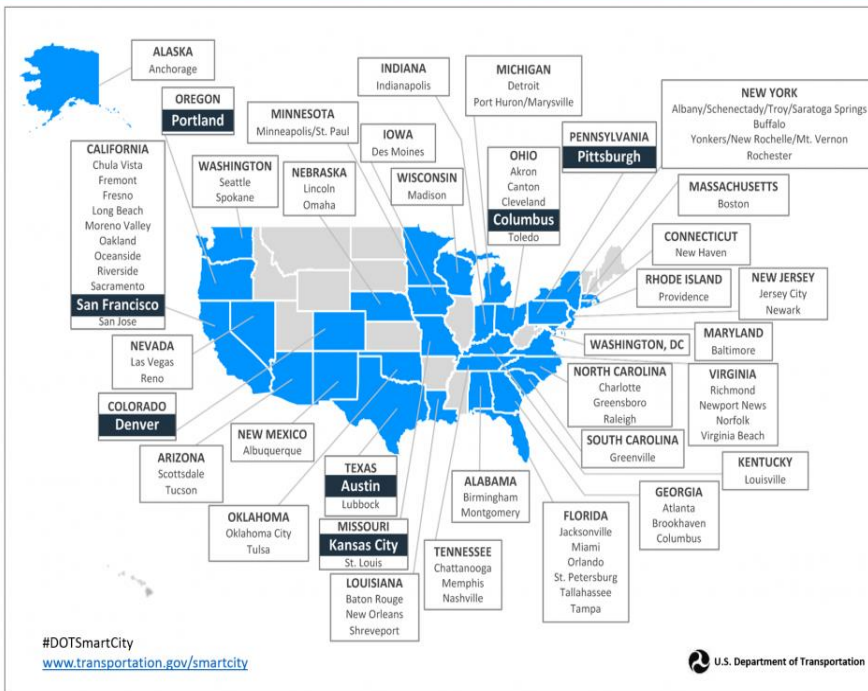 ALASKA
Anchorage
OREGON
Portland
CALIFORNIA
Chula Vista
Fremont
Fresno
Long Beach
Moreno Valley
Oakland
Oceanside
Riverside
Sacramento
San Francisco
San Jose
WASHINGTON
Seattle
Spokane
MINNESOTA
Minneapolis/St. Paul
NEBRASKA
Lincoln
Omaha
IOWA
Des Moines
INDIANA
Indianapolis
WISCONSIN
Madison
MICHIGAN
Detroit
Port Huron/Marysville
OHIO
Akron
Canton
Cleveland
Columbus
Toledo
PENNSYLVANIA
Pittsburgh
NEW YORK
Albany/Schenectady/Troy/Saratoga Springs
Buffalo
Yonkers/New Rochelle/Mt. Vernon
Rochester
MASSACHUSETTS
Boston
CONNECTICUT
New Haven
RHODE ISLAND
Providence
NEW JERSEY
Jersey City
Newark
WASHINGTON, DC
MARYLAND
Baltimore
NEVADA
Las Vegas
Reno
COLORADO
Denver
ARIZONA
Scottsdale
Tucson
NEW MEXICO
Albuquerque
OKLAHOMA
Oklahoma City
Tulsa
TEXAS
Austin
Lubbock
MISSOURI
Kansas City
St. Louis
LOUISIANA
Baton Rouge
New Orleans
Shreveport
TENNESSEE
Chattanooga
Memphis
Nashville
ALABAMA
Birmingham
Montgomery
NORTH CAROLINA
Charlotte
Greensboro
Raleigh
SOUTH CAROLINA
Greenville
VIRGINIA
Richmond
Newport News
Norfolk
Virginia Beach
KENTUCKY
Louisville
GEORGIA
Atlanta
Brookhaven
Columbus
FLORIDA
Jacksonville
Miami
Orlando
St. Petersburg
Tallahassee
Tampa
#DOTSmartCity
www.transportation.gov/smartcity
U.S. Department of Transportation